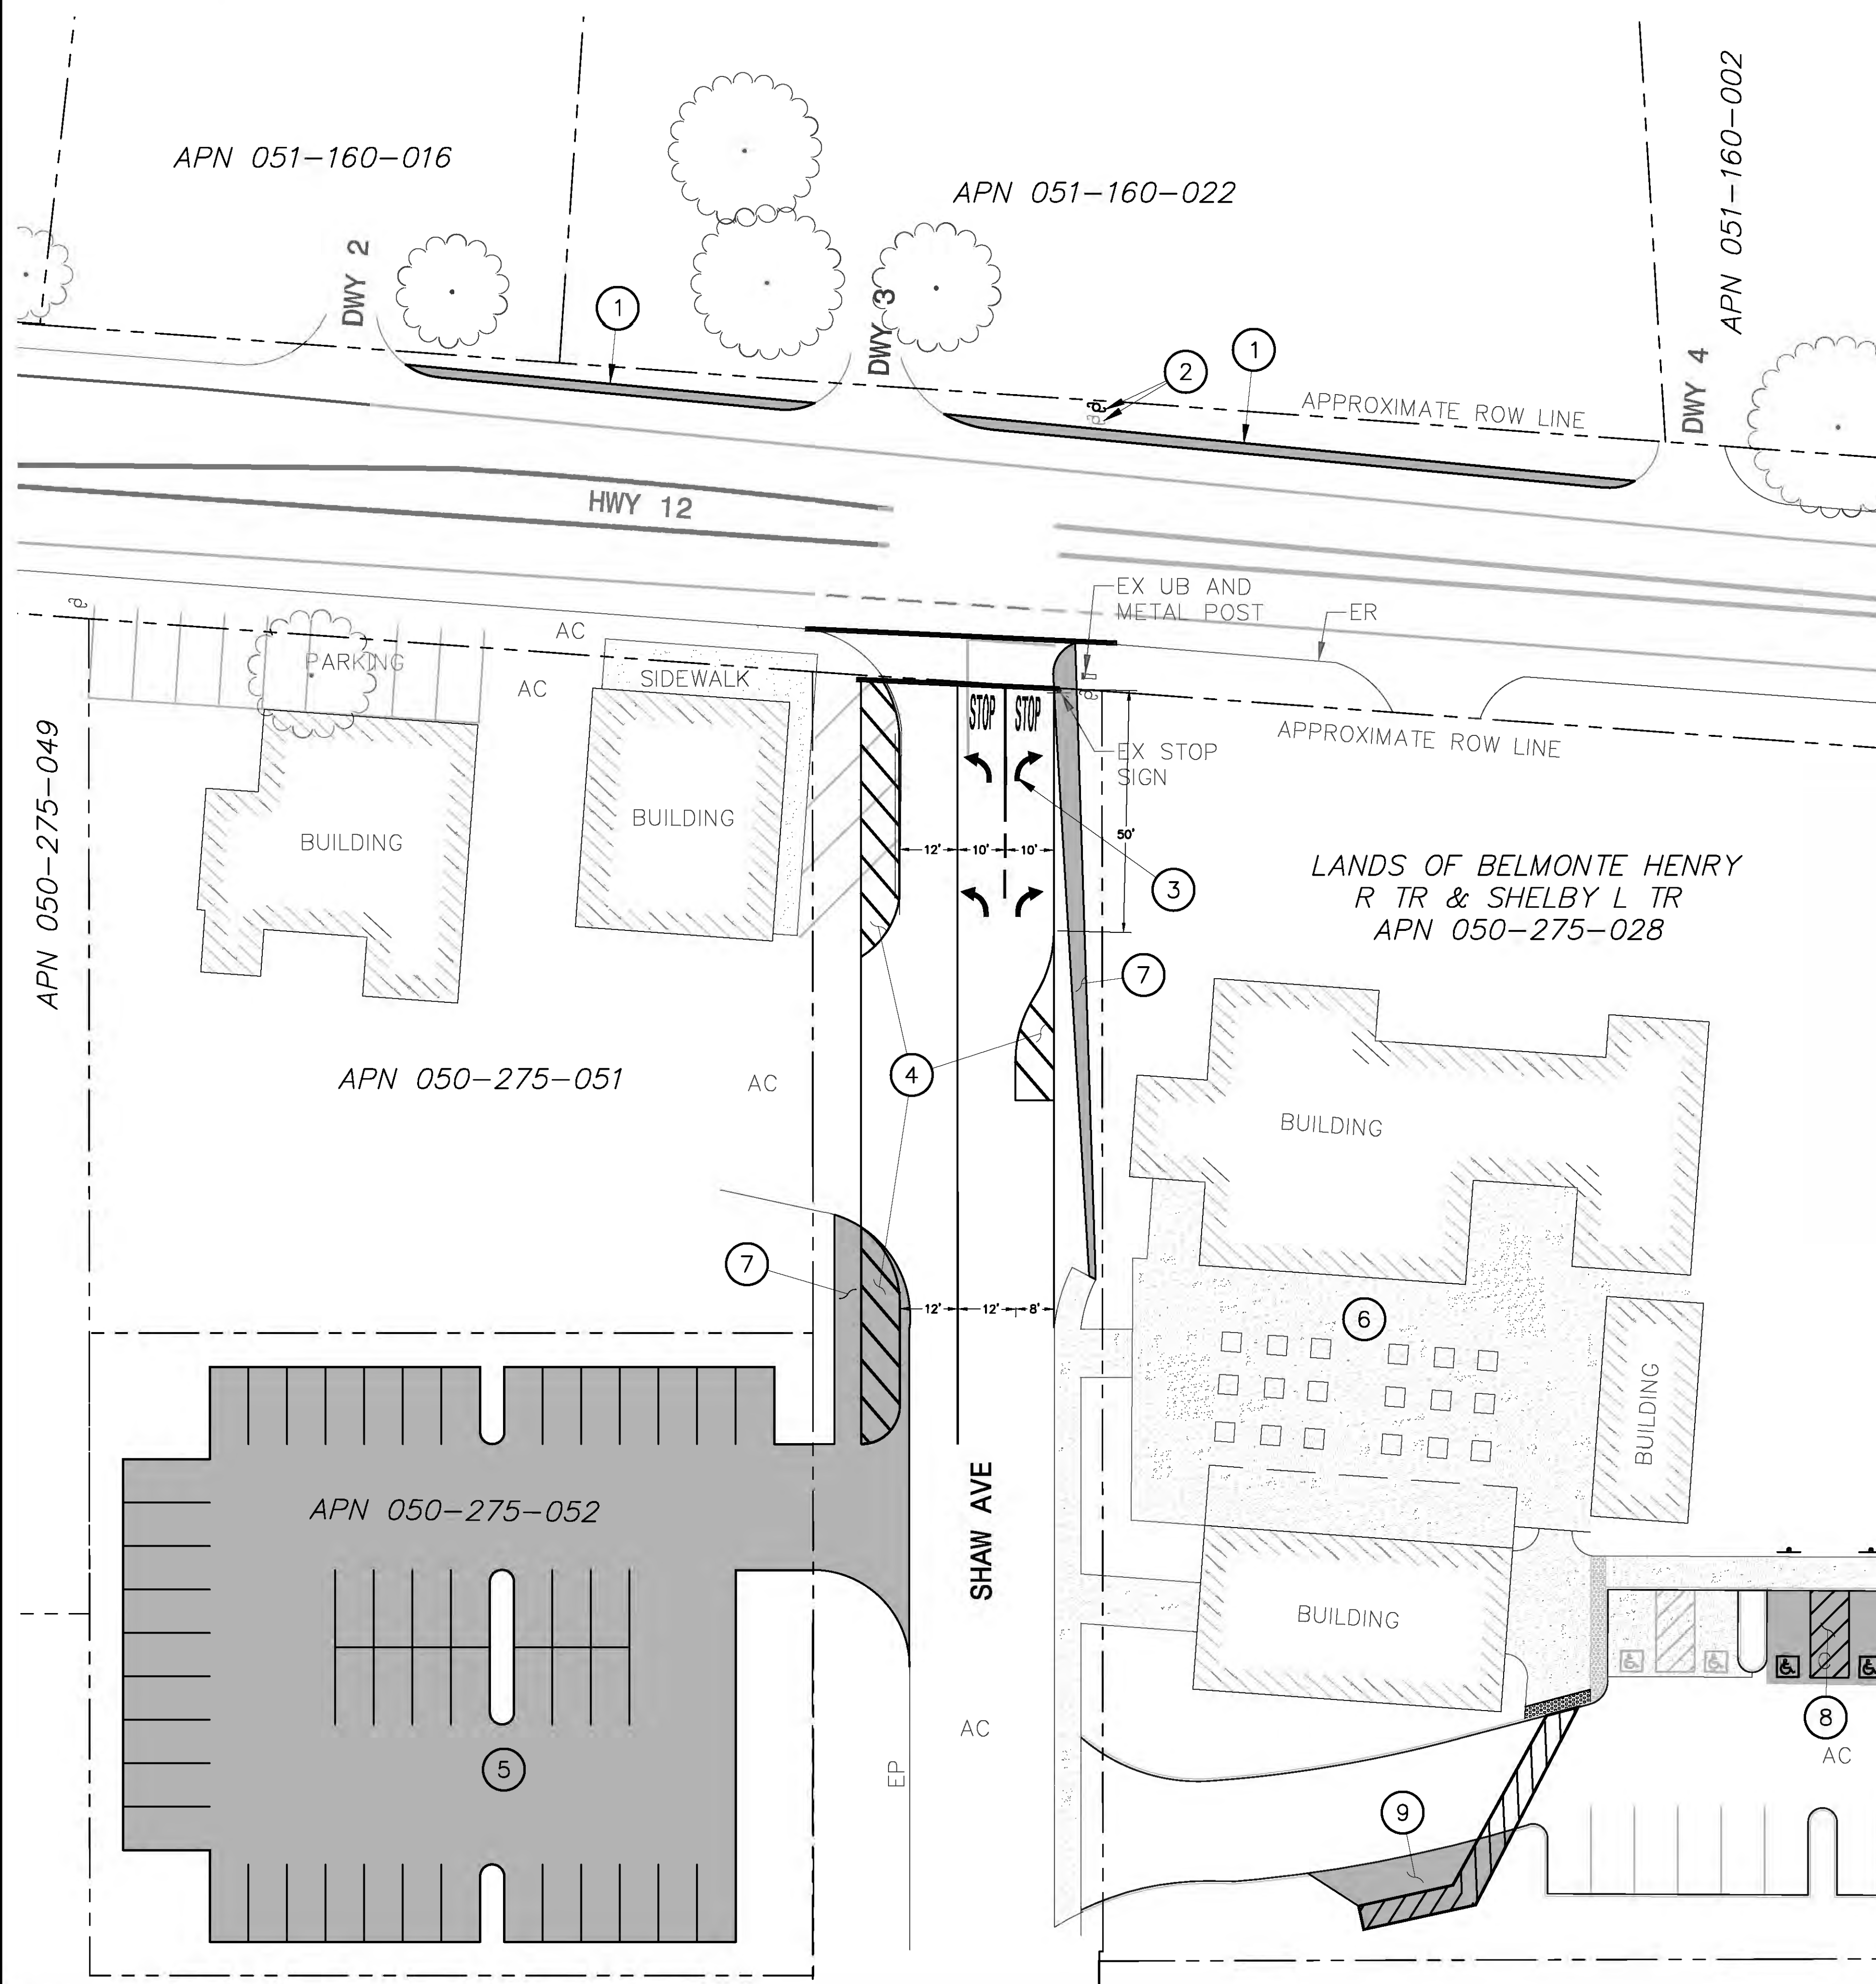 APN 051-160-016
APN 051-160-022
APN 051-160-002
DWY 2
DWY 3
DWY 4
1
2
1
APPROXIMATE ROW LINE
HWY 12
EX UB AND
METAL POST
ER
AC
PARKING
AC
SIDEWALK
STOP
STOP
APPROXIMATE ROW LINE
EX STOP
SIGN
APN 050-275-049
BUILDING
BUILDING
12'
10'
10'
50'
3
LANDS OF BELMONTE HENRY
R TR & SHELBY L TR
APN 050-275-028
7
APN 050-275-051
AC
4
BUILDING
7
12'
12'
8'
6
BUILDING
APN 050-275-052
SHAW AVE
BUILDING
5
EP
AC
8
AC
9